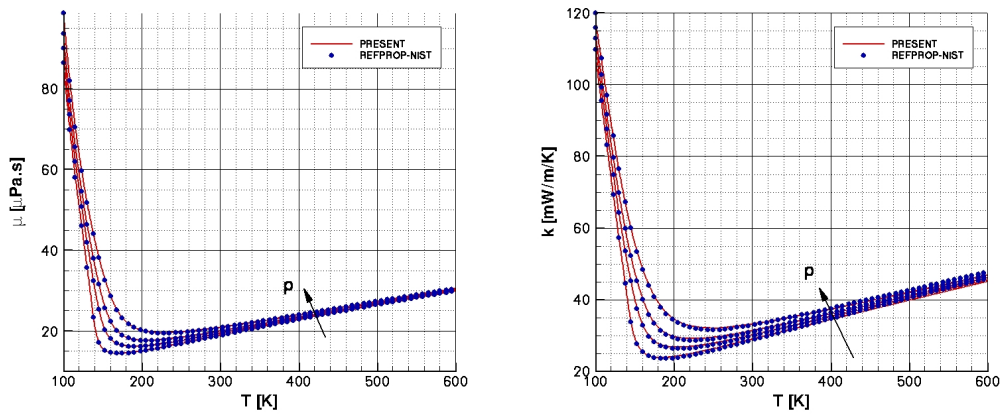 PRESENT
REFPROP-NIST
μ [μPa.s]
80
60
40
20
p
100 200 300 400 500 600
T [K]
PRESENT
REFPROP-NIST
k [mW/m/K]
120
100
80
60
40
20
p
100 200 300 400 500 600
T [K]